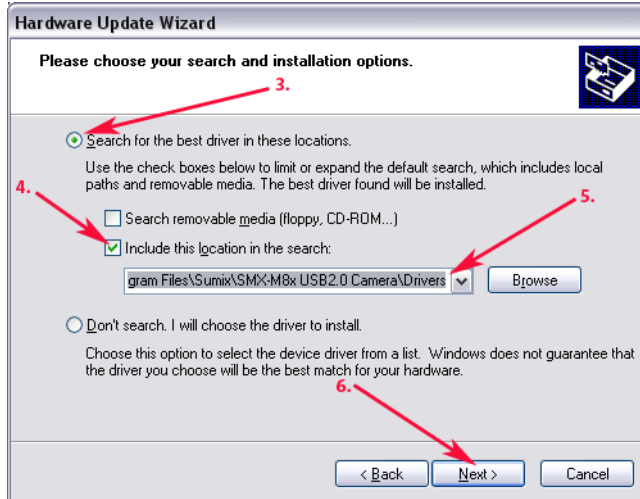 Hardware Update Wizard
Please choose your search and installation options.
3.
Search for the best driver in these locations.
Use the check boxes below to limit or expand the default search, which includes local
paths and removable media. The best driver found will be installed.
4.
5.
Search removable media (floppy, CD-ROM...)
Include this location in the search:
gram Files\Sumix\SMX-M8x USB2.0 Camera\Drivers
Browse
Don't search. I will choose the driver to install.
Choose this option to select the device driver from a list. Windows does not guarantee that
the driver you choose will be the best match for your hardware.
6.
< Back
Next >
Cancel